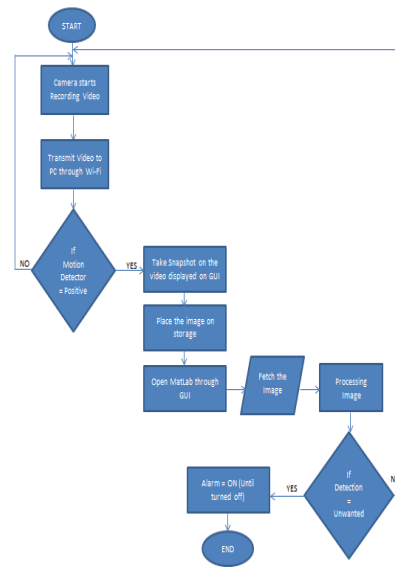 START
Camera starts
Recording Video
Transmit Video to
PC through Wi-Fi
If
Motion
Detector
= Positive
NO
YES
Take Snapshot on the
video displayed on GUI
Place the image on
storage
Open MatLab through
GUI
Fetch the
Image
Processing
Image
If
Detection
=
Unwanted
N
YES
Alarm = ON (Until
turned off)
END